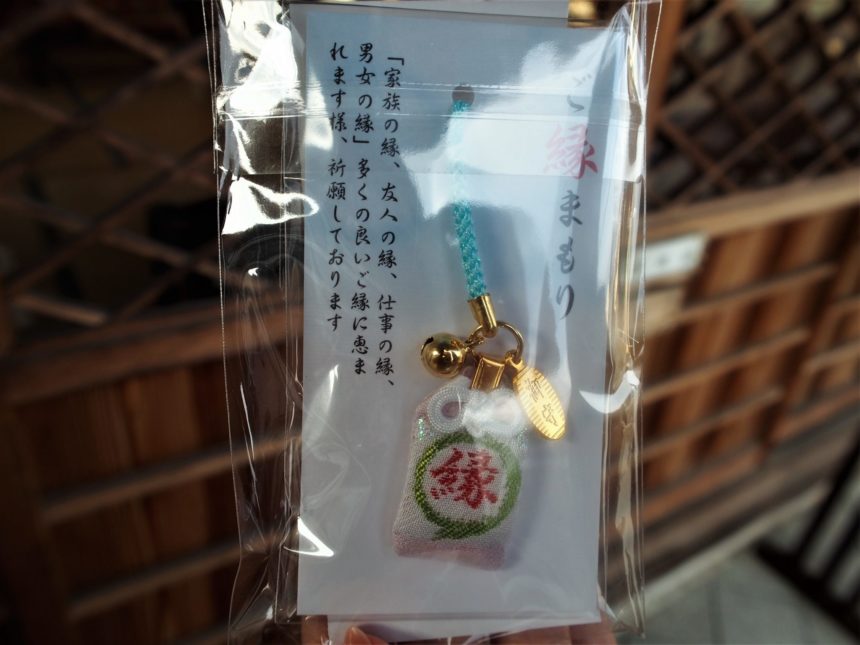 ご縁まもり
「家族の縁、友人の縁、仕事の縁、
男女の縁」多くの良いご縁に恵ま
れます様、祈願しております
縁